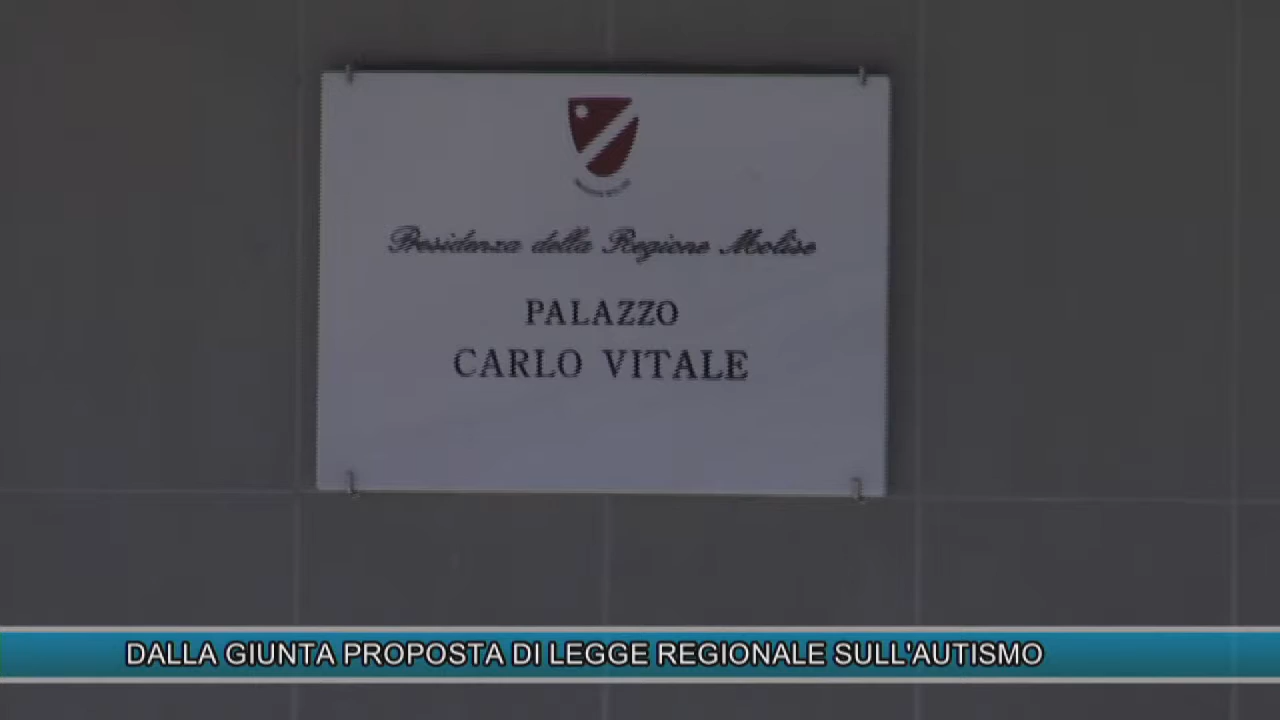 Presidenza della Regione Molise
PALAZZO
CARLO VITALE
DALLA GIUNTA PROPOSTA DI LEGGE REGIONALE SULL'AUTISMO